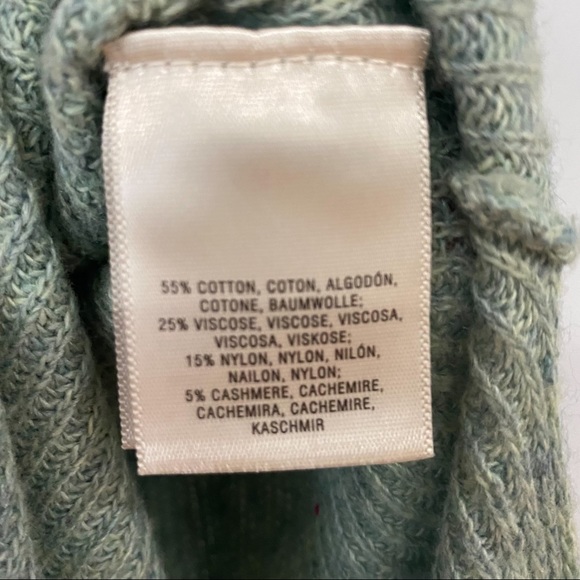 55% COTTON, COTON, ALGODÓN,
COTONE, BAUMWOLLE;
25% VISCOSE, VISCOSE, VISCOSA,
VISCOSA, VISKOSE;
15% NYLON, NYLON, NILÓN,
NAILON, NYLON;
5% CASHMERE, CACHEMIRE,
CACHEMIRA, CACHEMIRE,
KASCHMIR